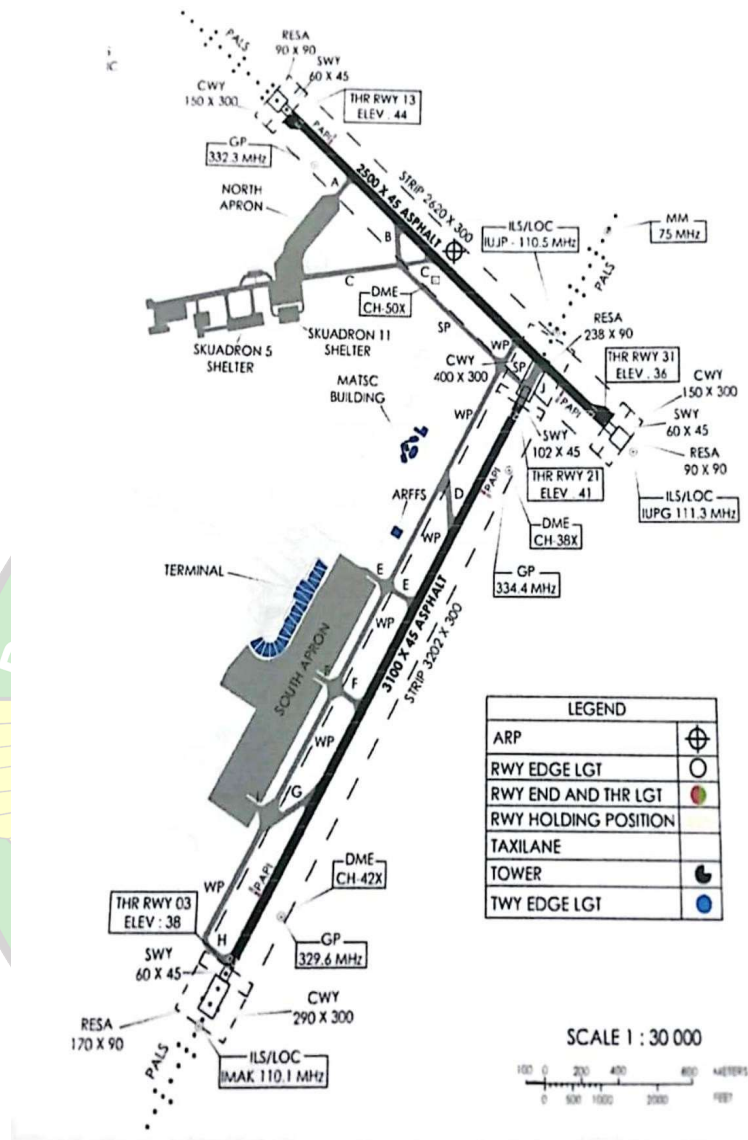 PALS
RESA
90 X 90
SWY
60 X 45
CWY
150 X 300
THR RWY 13
ELEV . 44
PAPI
GP
332.3 MHz
A
NORTH
APRON
2500 X 45 ASPHALT
STRIP 2620 X 300
B
C
C
ILS/LOC
IUJP - 110.5 MHz
MM
75 MHz
PALS
DME
CH-50X
SP
SKUADRON 5
SHELTER
SKUADRON 11
SHELTER
RESA
238 X 90
WP
SP
CWY
400 X 300
THR RWY 31
ELEV . 36
CWY
150 X 300
SWY
60 X 45
PAPI
RESA
90 X 90
MATSC
BUILDING
WP
SWY
102 X 45
THR RWY 21
ELEV . 41
ILS/LOC
IUPG 111.3 MHz
PAPI
D
ARFFS
WP
DME
CH-38X
TERMINAL
E
E
GP
334.4 MHz
WP
3100 X 45 ASPHALT
STRIP 3202 X 300
SOUTH APRON
F
WP
G
LEGEND
ARP
RWY EDGE LGT
RWY END AND THR LGT
RWY HOLDING POSITION
TAXILANE
TOWER
TWY EDGE LGT
WP
PAPI
DME
CH-42X
THR RWY 03
ELEV : 38
H
GP
329.6 MHz
SWY
60 X 45
CWY
290 X 300
RESA
170 X 90
PALS
ILS/LOC
IMAK 110.1 MHz
SCALE 1 : 30 000
100 0 200 400 600 METERS
0 500 1000 2000 FEET